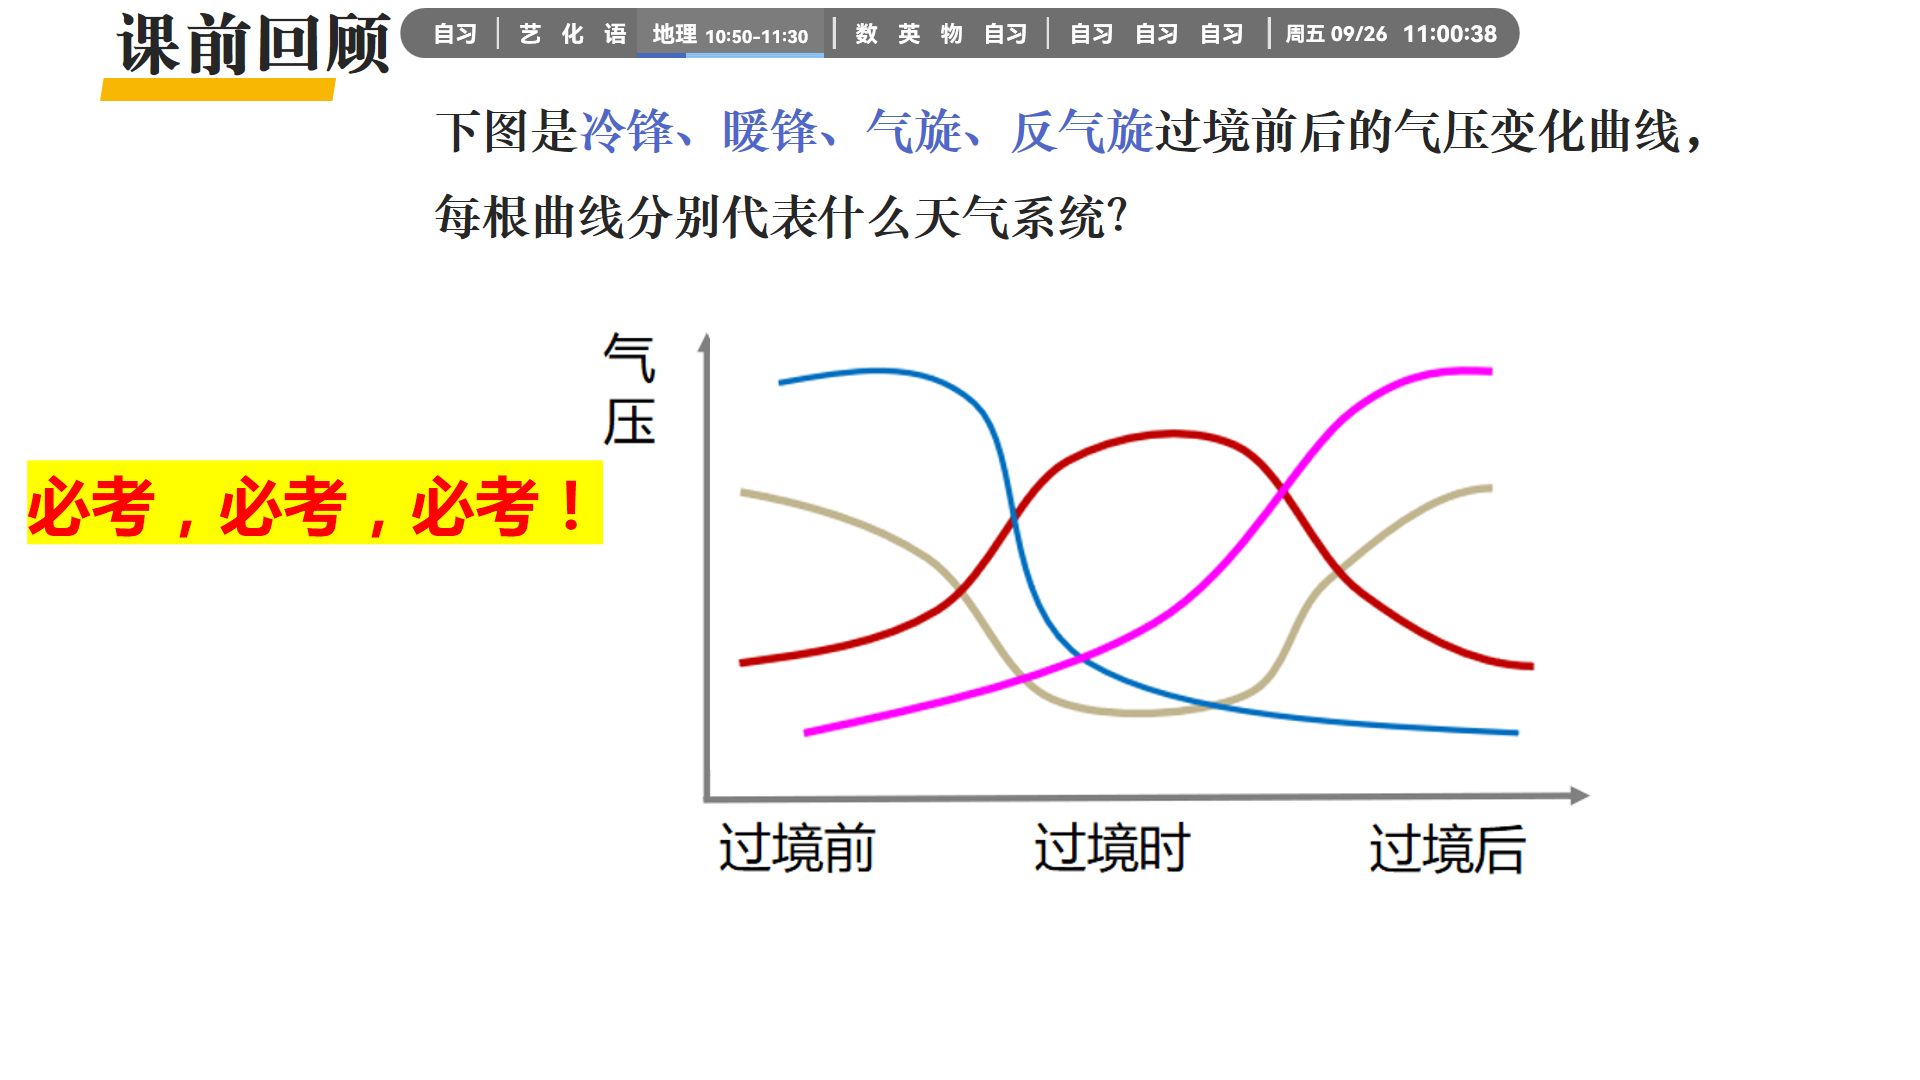 课前回顾
自习 艺 化 语 地理 10:50-11:30 数 英 物 自习 自习 自习 自习 周五 09/26 11:00:38
下图是冷锋、暖锋、气旋、反气旋过境前后的气压变化曲线，
每根曲线分别代表什么天气系统？
气
压
必考，必考，必考！
过境前 过境时 过境后